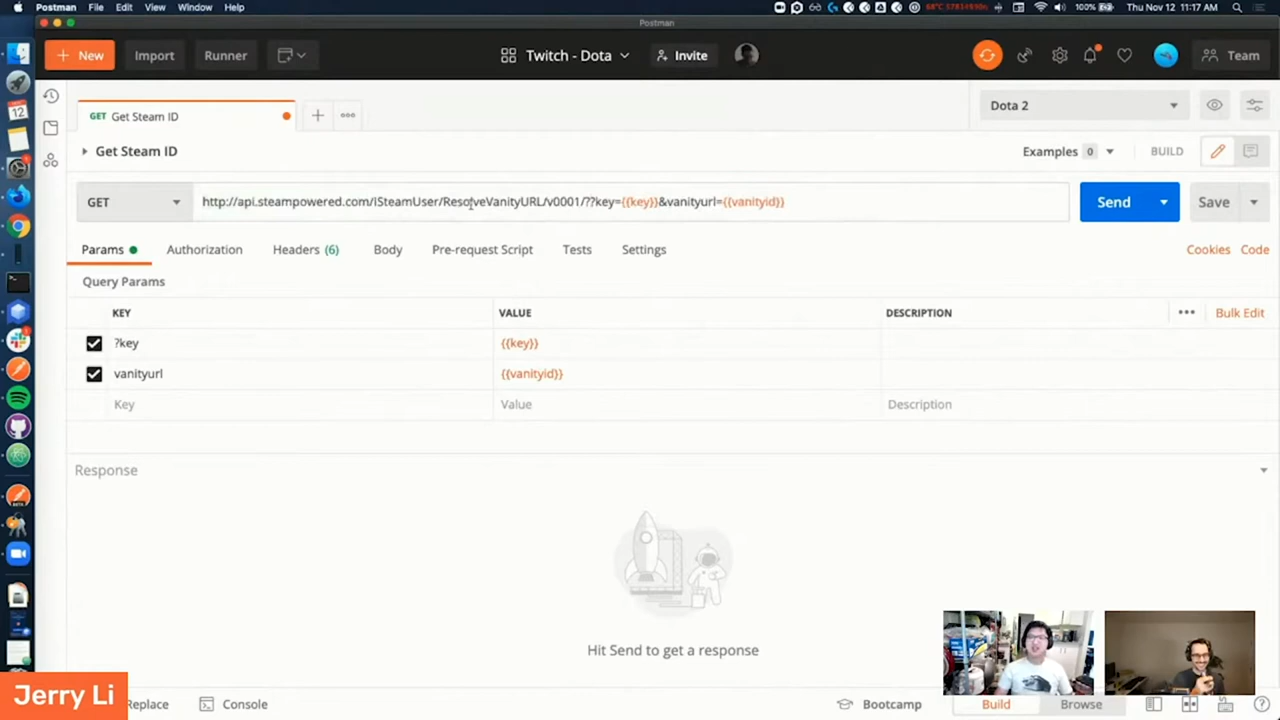 Postman File Edit View Window Help
100% Thu Nov 12 11:17 AM
Postman
+ New Import Runner Twitch - Dota Invite Team
GET Get Steam ID
Dota 2
Get Steam ID Examples 0 BUILD
GET http://api.steampowered.com/ISteamUser/ResolveVanityURL/v0001/??key={{key}}&vanityurl={{vanityid}} Send Save
Params Authorization Headers (6) Body Pre-request Script Tests Settings Cookies Code
Query Params
KEY VALUE DESCRIPTION Bulk Edit
?key {{key}}
vanityurl {{vanityid}}
Key Value Description
Response
Hit Send to get a response
Jerry Li
Replace Console Bootcamp Build Browse